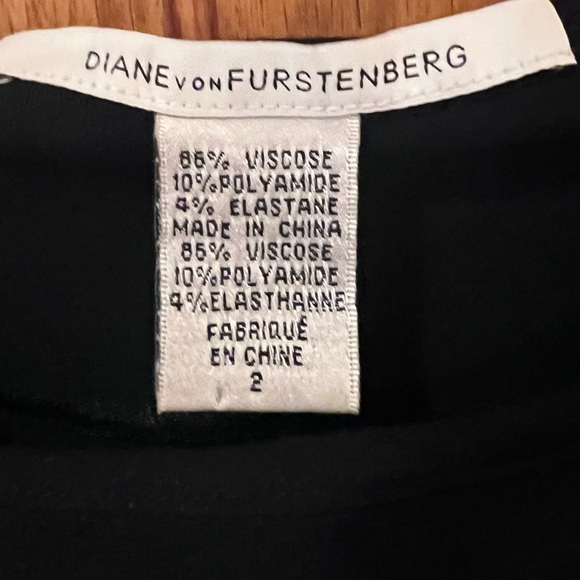 DIANE VON FURSTENBERG
86% VISCOSE
10%POLYAMIDE
4% ELASTANE
MADE IN CHINA
86% VISCOSE
10%POLYAMIDE
4%ELASTHANNE
FABRIQUÉ
EN CHINE
2